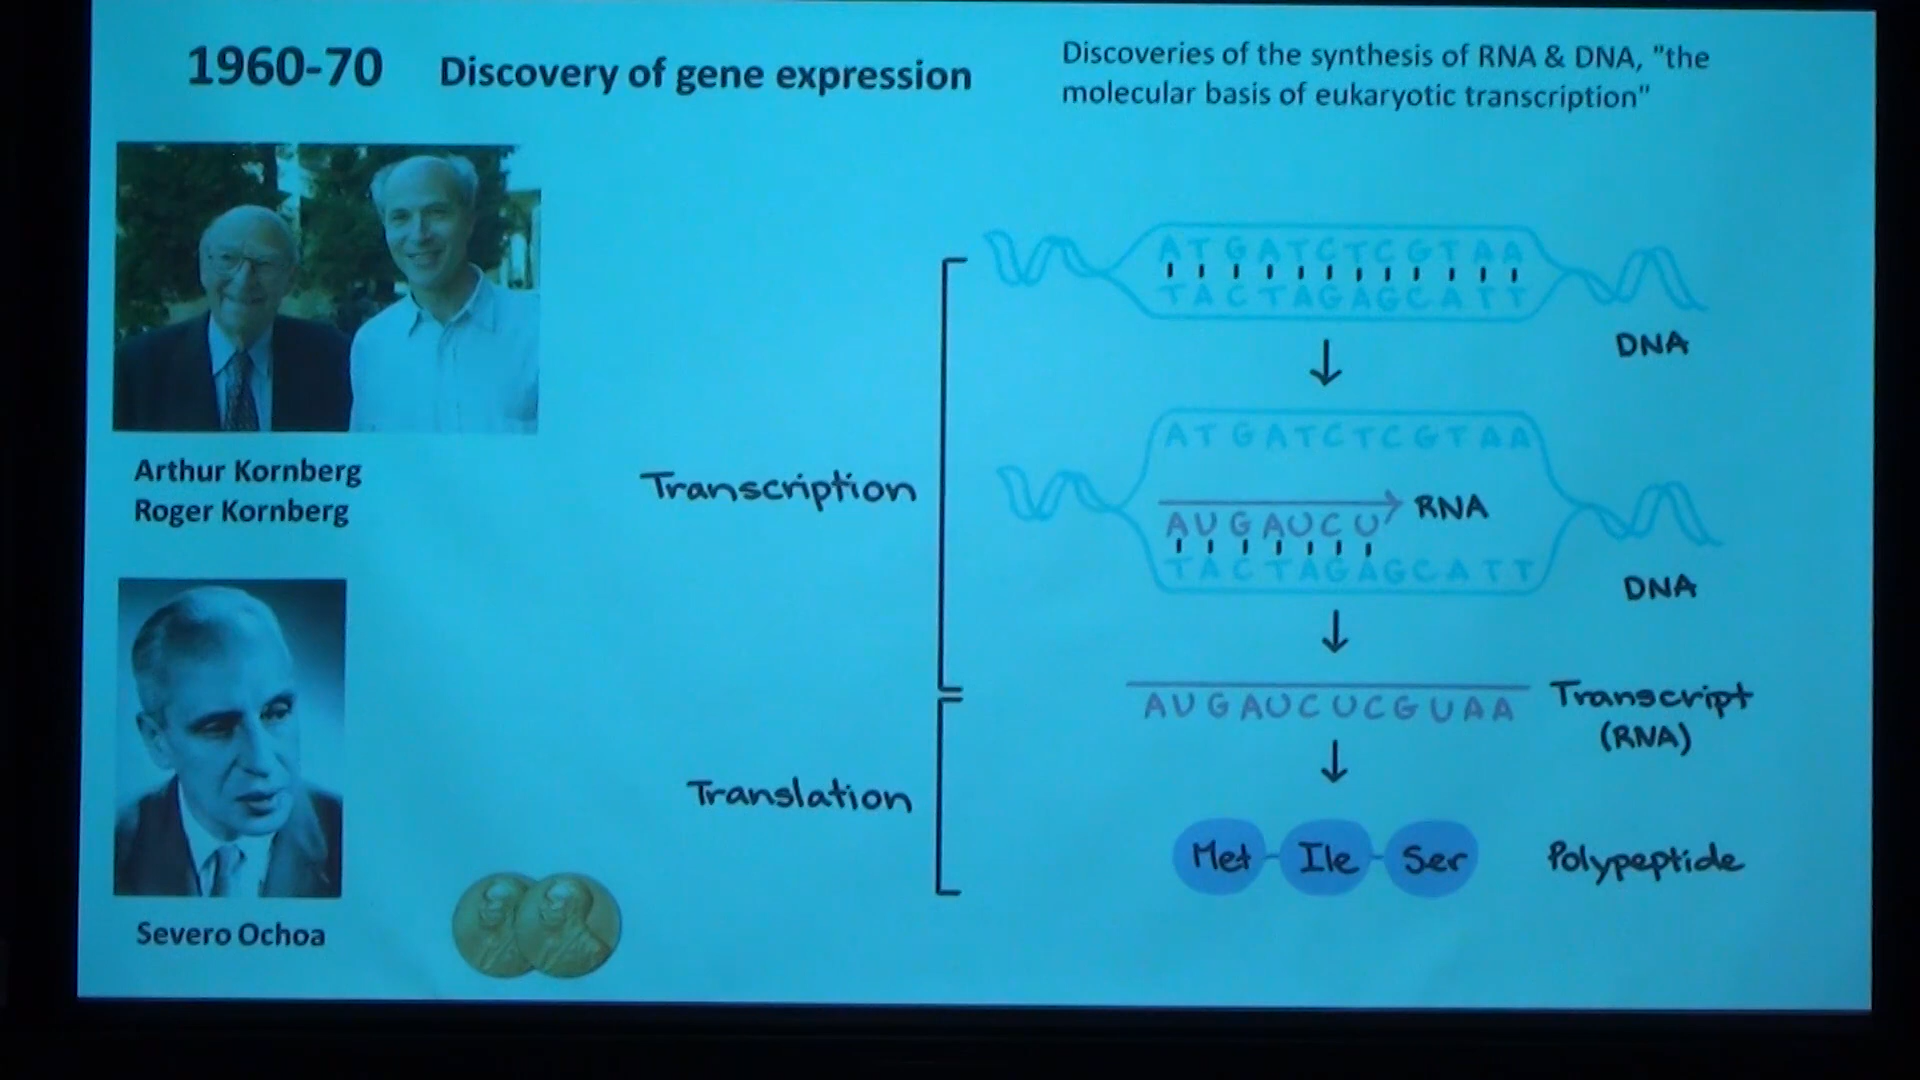 1960-70
Discovery of gene expression
Discoveries of the synthesis of RNA & DNA, "the
molecular basis of eukaryotic transcription"
Arthur Kornberg
Roger Kornberg
Severo Ochoa
Transcription
ATGATCTCGTAA
TACTAGAGCATT
DNA
ATGATCTCGTAA
RNA
AUGAUCU
TACTAGAGCATT
DNA
AUGAUCUCGUAA
Transcript
(RNA)
Translation
Met Ile Ser
Polypeptide